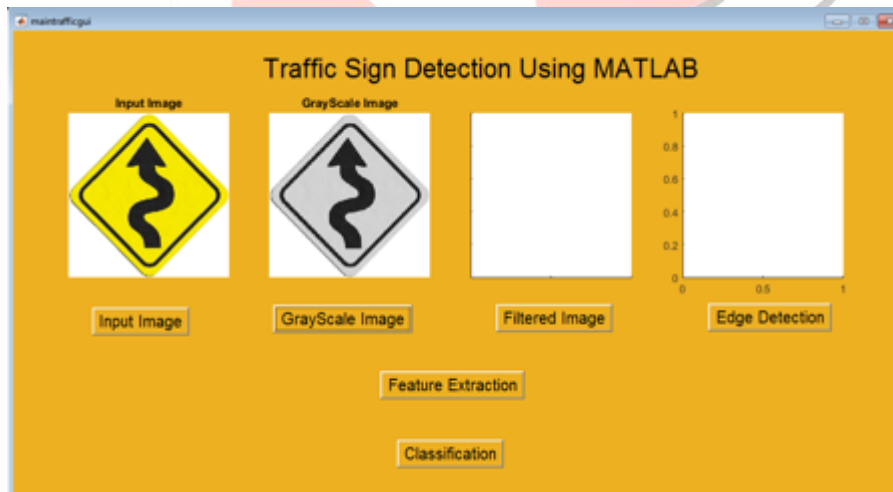 maintrafficgui
Traffic Sign Detection Using MATLAB
Input Image
GrayScale Image
1
0.8
0.6
0.4
0.2
0
0 0.5 1
Input Image
GrayScale Image
Filtered Image
Edge Detection
Feature Extraction
Classification